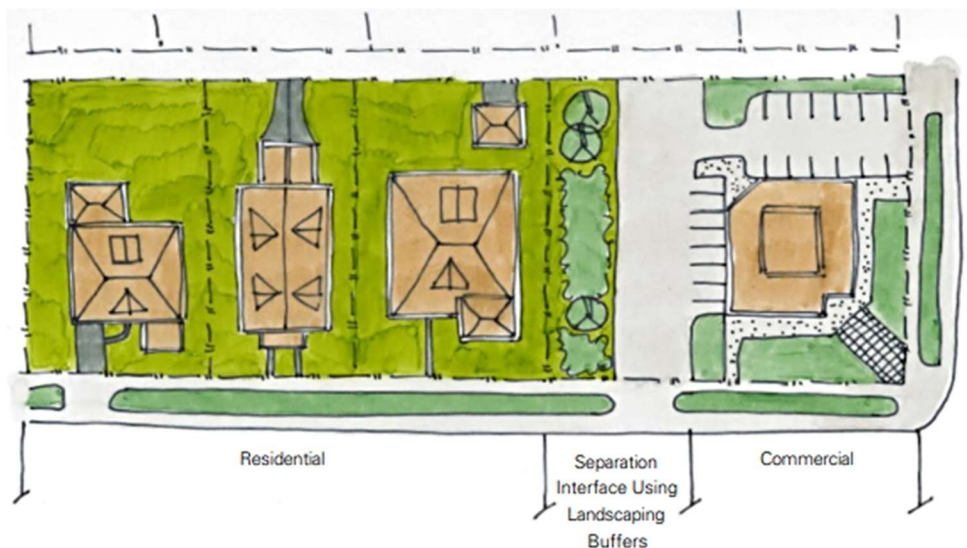 Residential
Separation
Interface Using
Landscaping
Buffers
Commercial